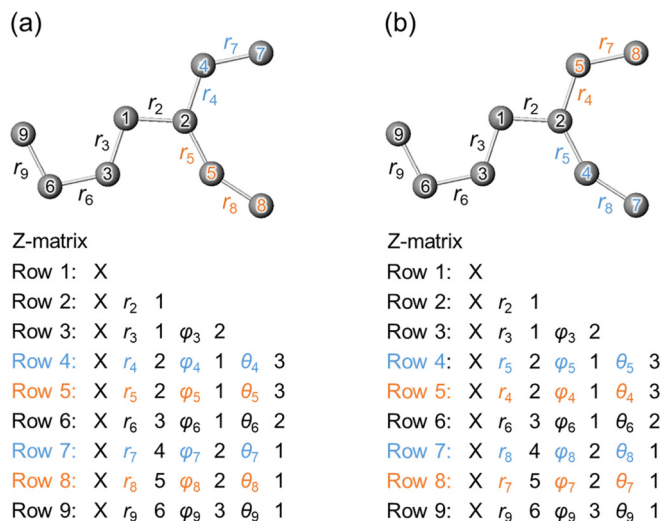 (a)
r₇
4 7
r₄
1 r₂ 2
9 r₃ r₅
r₉ 3 5
6 r₆ r₈ 8
Z-matrix
Row 1: X
Row 2: X r₂ 1
Row 3: X r₃ 1 φ₃ 2
Row 4: X r₄ 2 φ₄ 1 θ₄ 3
Row 5: X r₅ 2 φ₅ 1 θ₅ 3
Row 6: X r₆ 3 φ₆ 1 θ₆ 2
Row 7: X r₇ 4 φ₇ 2 θ₇ 1
Row 8: X r₈ 5 φ₈ 2 θ₈ 1
Row 9: X r₉ 6 φ₉ 3 θ₉ 1
(b)
r₇
5 8
r₄
1 r₂ 2
9 r₃ r₅
r₉ 3 4
6 r₆ r₈ 7
Z-matrix
Row 1: X
Row 2: X r₂ 1
Row 3: X r₃ 1 φ₃ 2
Row 4: X r₅ 2 φ₅ 1 θ₅ 3
Row 5: X r₄ 2 φ₄ 1 θ₄ 3
Row 6: X r₆ 3 φ₆ 1 θ₆ 2
Row 7: X r₈ 4 φ₈ 2 θ₈ 1
Row 8: X r₇ 5 φ₇ 2 θ₇ 1
Row 9: X r₉ 6 φ₉ 3 θ₉ 1